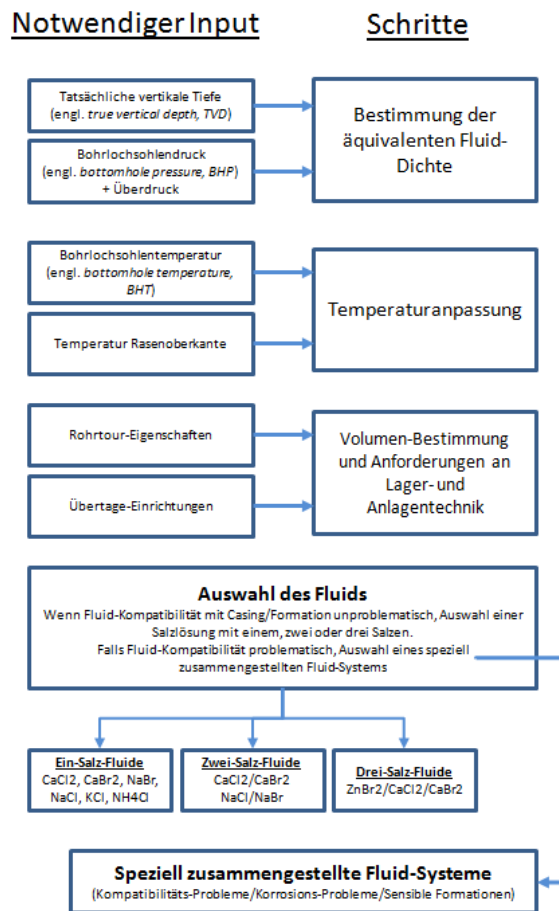 Notwendiger Input
Schritte
Tatsächliche vertikale Tiefe
(engl. true vertical depth, TVD)
Bohrlochsohlendruck
(engl. bottomhole pressure, BHP)
+ Überdruck
Bestimmung der
äquivalenten Fluid-
Dichte
Bohrlochsohlentemperatur
(engl. bottomhole temperature,
BHT)
Temperatur Rasenoberkante
Temperaturanpassung
Rohrtour-Eigenschaften
Übertage-Einrichtungen
Volumen-Bestimmung
und Anforderungen an
Lager- und
Anlagentechnik
Auswahl des Fluids
Wenn Fluid-Kompatibilität mit Casing/Formation unproblematisch, Auswahl einer
Salzlösung mit einem, zwei oder drei Salzen.
Falls Fluid-Kompatibilität problematisch, Auswahl eines speziell
zusammengestellten Fluid-Systems
Ein-Salz-Fluide
CaCl2, CaBr2, NaBr,
NaCl, KCl, NH4Cl
Zwei-Salz-Fluide
CaCl2/CaBr2
NaCl/NaBr
Drei-Salz-Fluide
ZnBr2/CaCl2/CaBr2
Speziell zusammengestellte Fluid-Systeme
(Kompatibilitäts-Probleme/Korrosions-Probleme/Sensible Formationen)